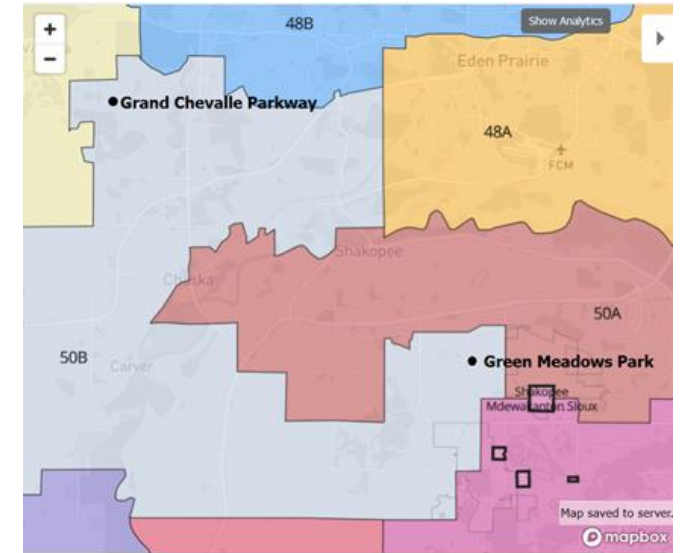 +
−
48B
Show Analytics
Eden Prairie
Grand Chevalle Parkway
48A
FCM
Shakopee
Chaska
50A
50B
Carver
Green Meadows Park
Shakopee
Mdewakanton Sioux
Map saved to server.
mapbox